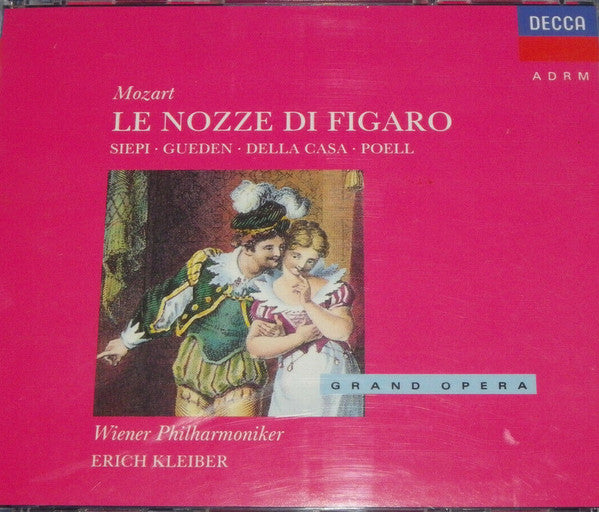 DECCA
ADRM
Mozart
LE NOZZE DI FIGARO
SIEPI · GUEDEN · DELLA CASA · POELL
GRAND OPERA
Wiener Philharmoniker
ERICH KLEIBER